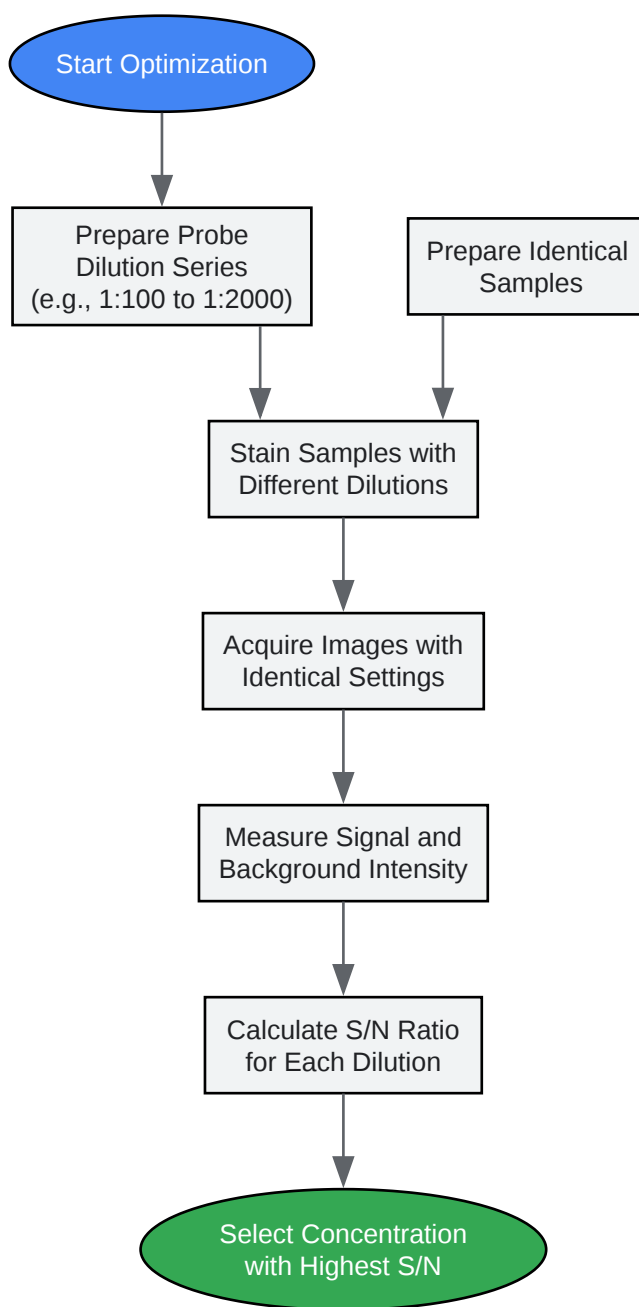 Start Optimization
Prepare Probe
Dilution Series
(e.g., 1:100 to 1:2000)
Prepare Identical
Samples
Stain Samples with
Different Dilutions
Acquire Images with
Identical Settings
Measure Signal and
Background Intensity
Calculate S/N Ratio
for Each Dilution
Select Concentration
with Highest S/N